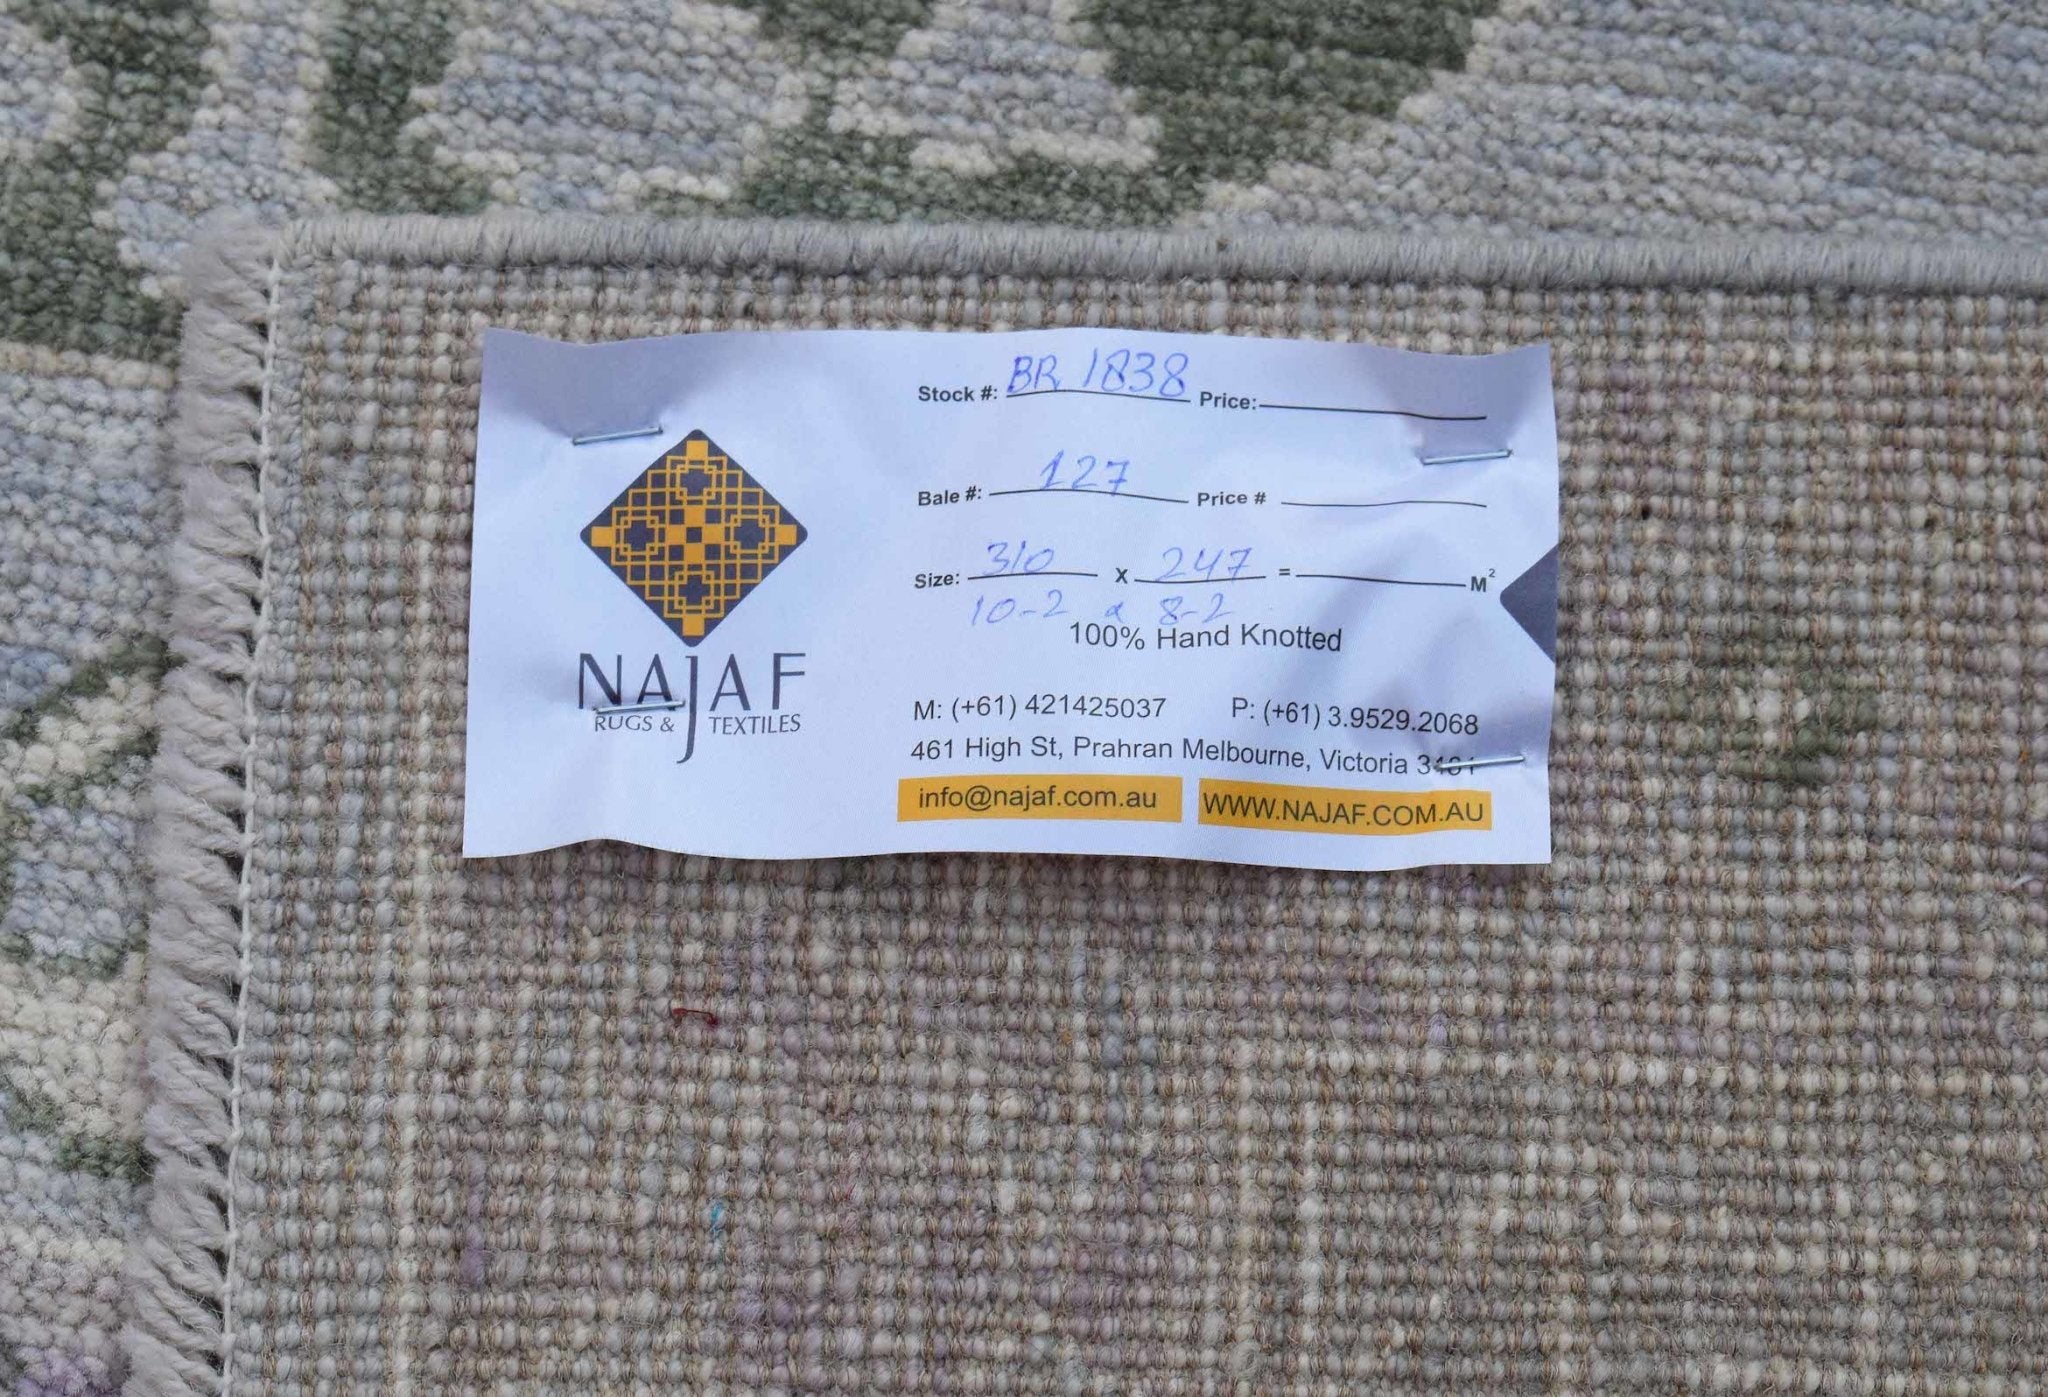 NAJAF
RUGS & TEXTILES
Stock #: BR 1838 Price:
Bale #: 127 Price #
Size: 310 X 247 = M²
10-2 x 8-2
100% Hand Knotted
M: (+61) 421425037 P: (+61) 3.9529.2068
461 High St, Prahran Melbourne, Victoria
info@najaf.com.au WWW.NAJAF.COM.AU